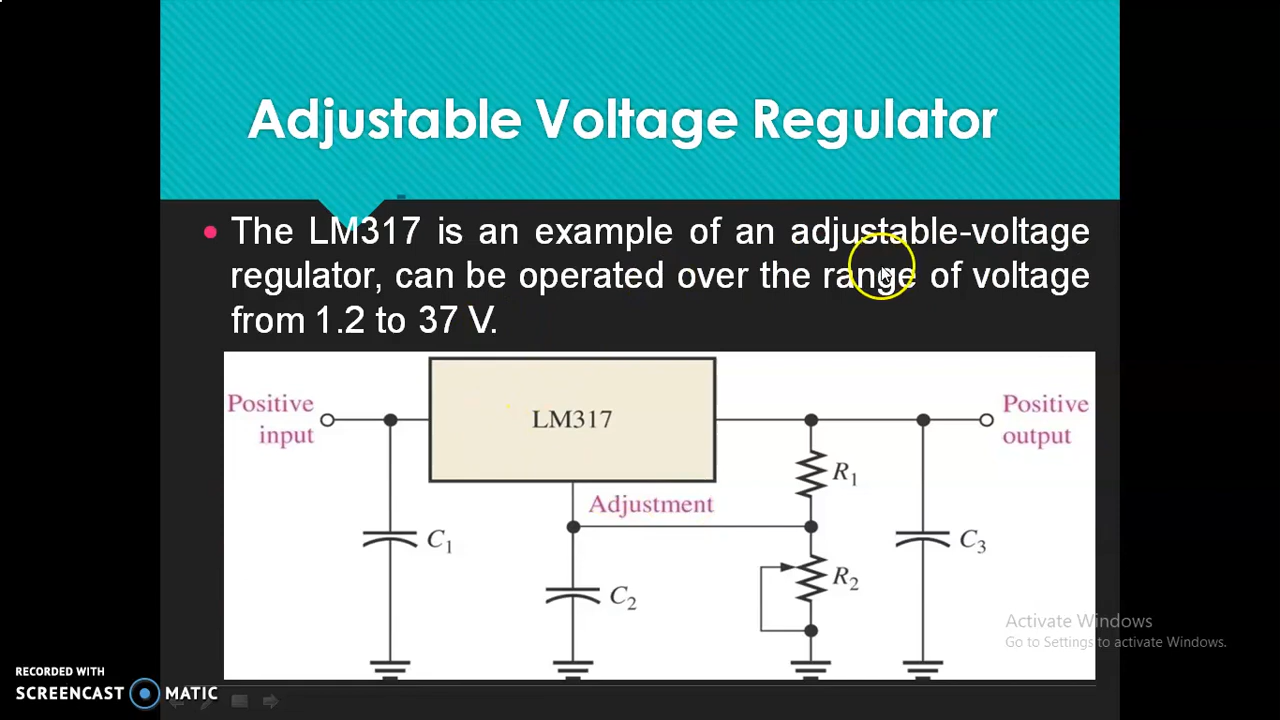 Adjustable Voltage Regulator
The LM317 is an example of an adjustable-voltage
regulator, can be operated over the range of voltage
from 1.2 to 37 V.
Positive
input
LM317
Positive
output
Adjustment
R1
R2
C1
C2
C3
Activate Windows
Go to Settings to activate Windows.
RECORDED WITH
SCREENCAST MATIC